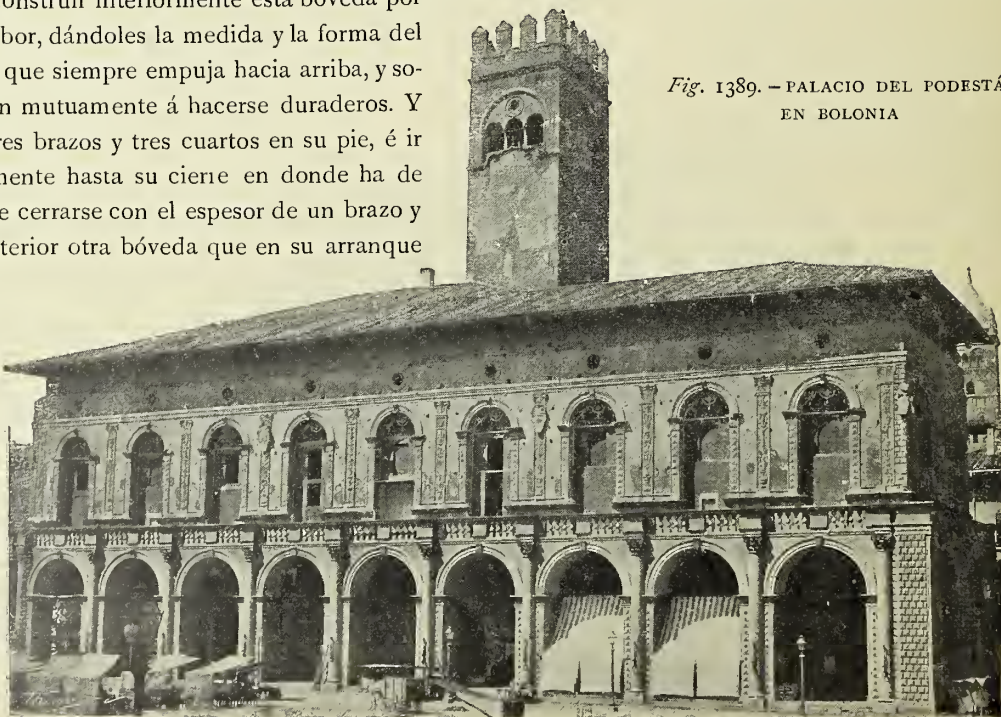 onstruir interiormente esta bóveda por
bor, dándoles la medida y la forma del
que siempre empuja hacia arriba, y so-
n mutuamente á hacerse duraderos. Y
res brazos y tres cuartos en su pie, é ir
mente hasta su cierre en donde ha de
e cerrarse con el espesor de un brazo y
terior otra bóveda que en su arranque
Fig. 1389. – PALACIO DEL PODESTÁ
EN BOLONIA